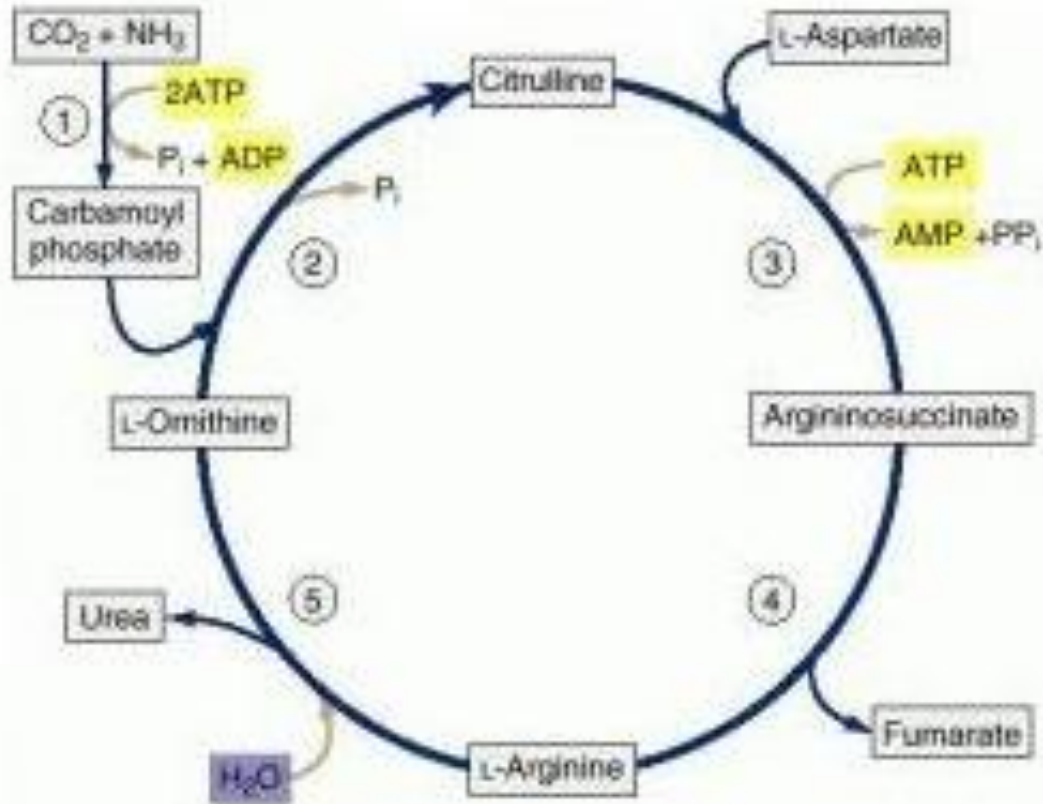 CO₂ + NH₃
2ATP
1
Pᵢ + ADP
Carbamoyl
phosphate
Citrulline
L-Aspartate
Pᵢ
ATP
AMP +PPᵢ
2
3
L-Ornithine
Argininosuccinate
5
4
Urea
Fumarate
H₂O
L-Arginine